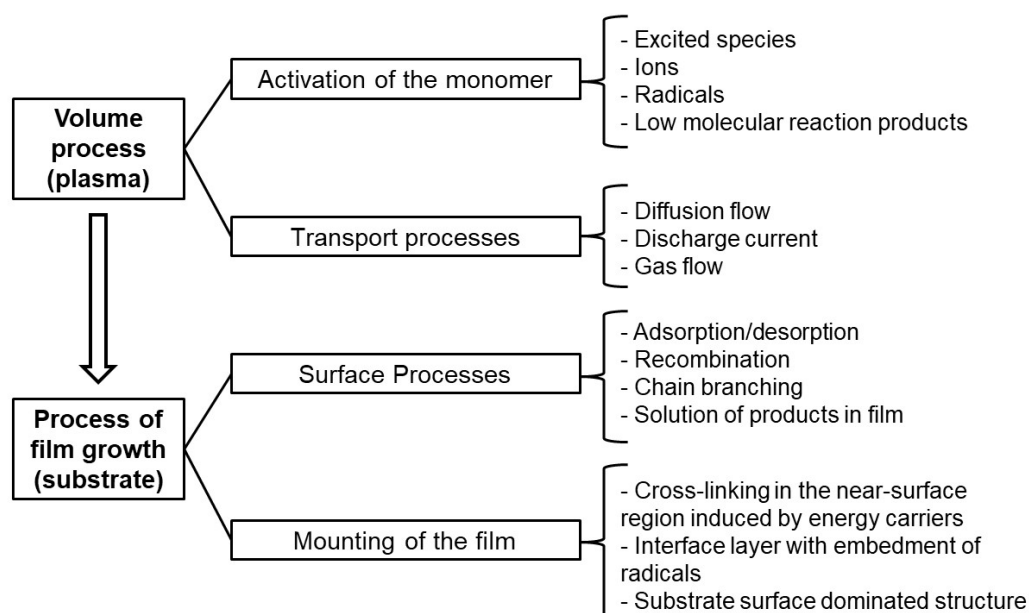 Volume
process
(plasma)
Activation of the monomer
- Excited species
- Ions
- Radicals
- Low molecular reaction products
Transport processes
- Diffusion flow
- Discharge current
- Gas flow
Process of
film growth
(substrate)
Surface Processes
- Adsorption/desorption
- Recombination
- Chain branching
- Solution of products in film
Mounting of the film
- Cross-linking in the near-surface
region induced by energy carriers
- Interface layer with embedment of
radicals
- Substrate surface dominated structure